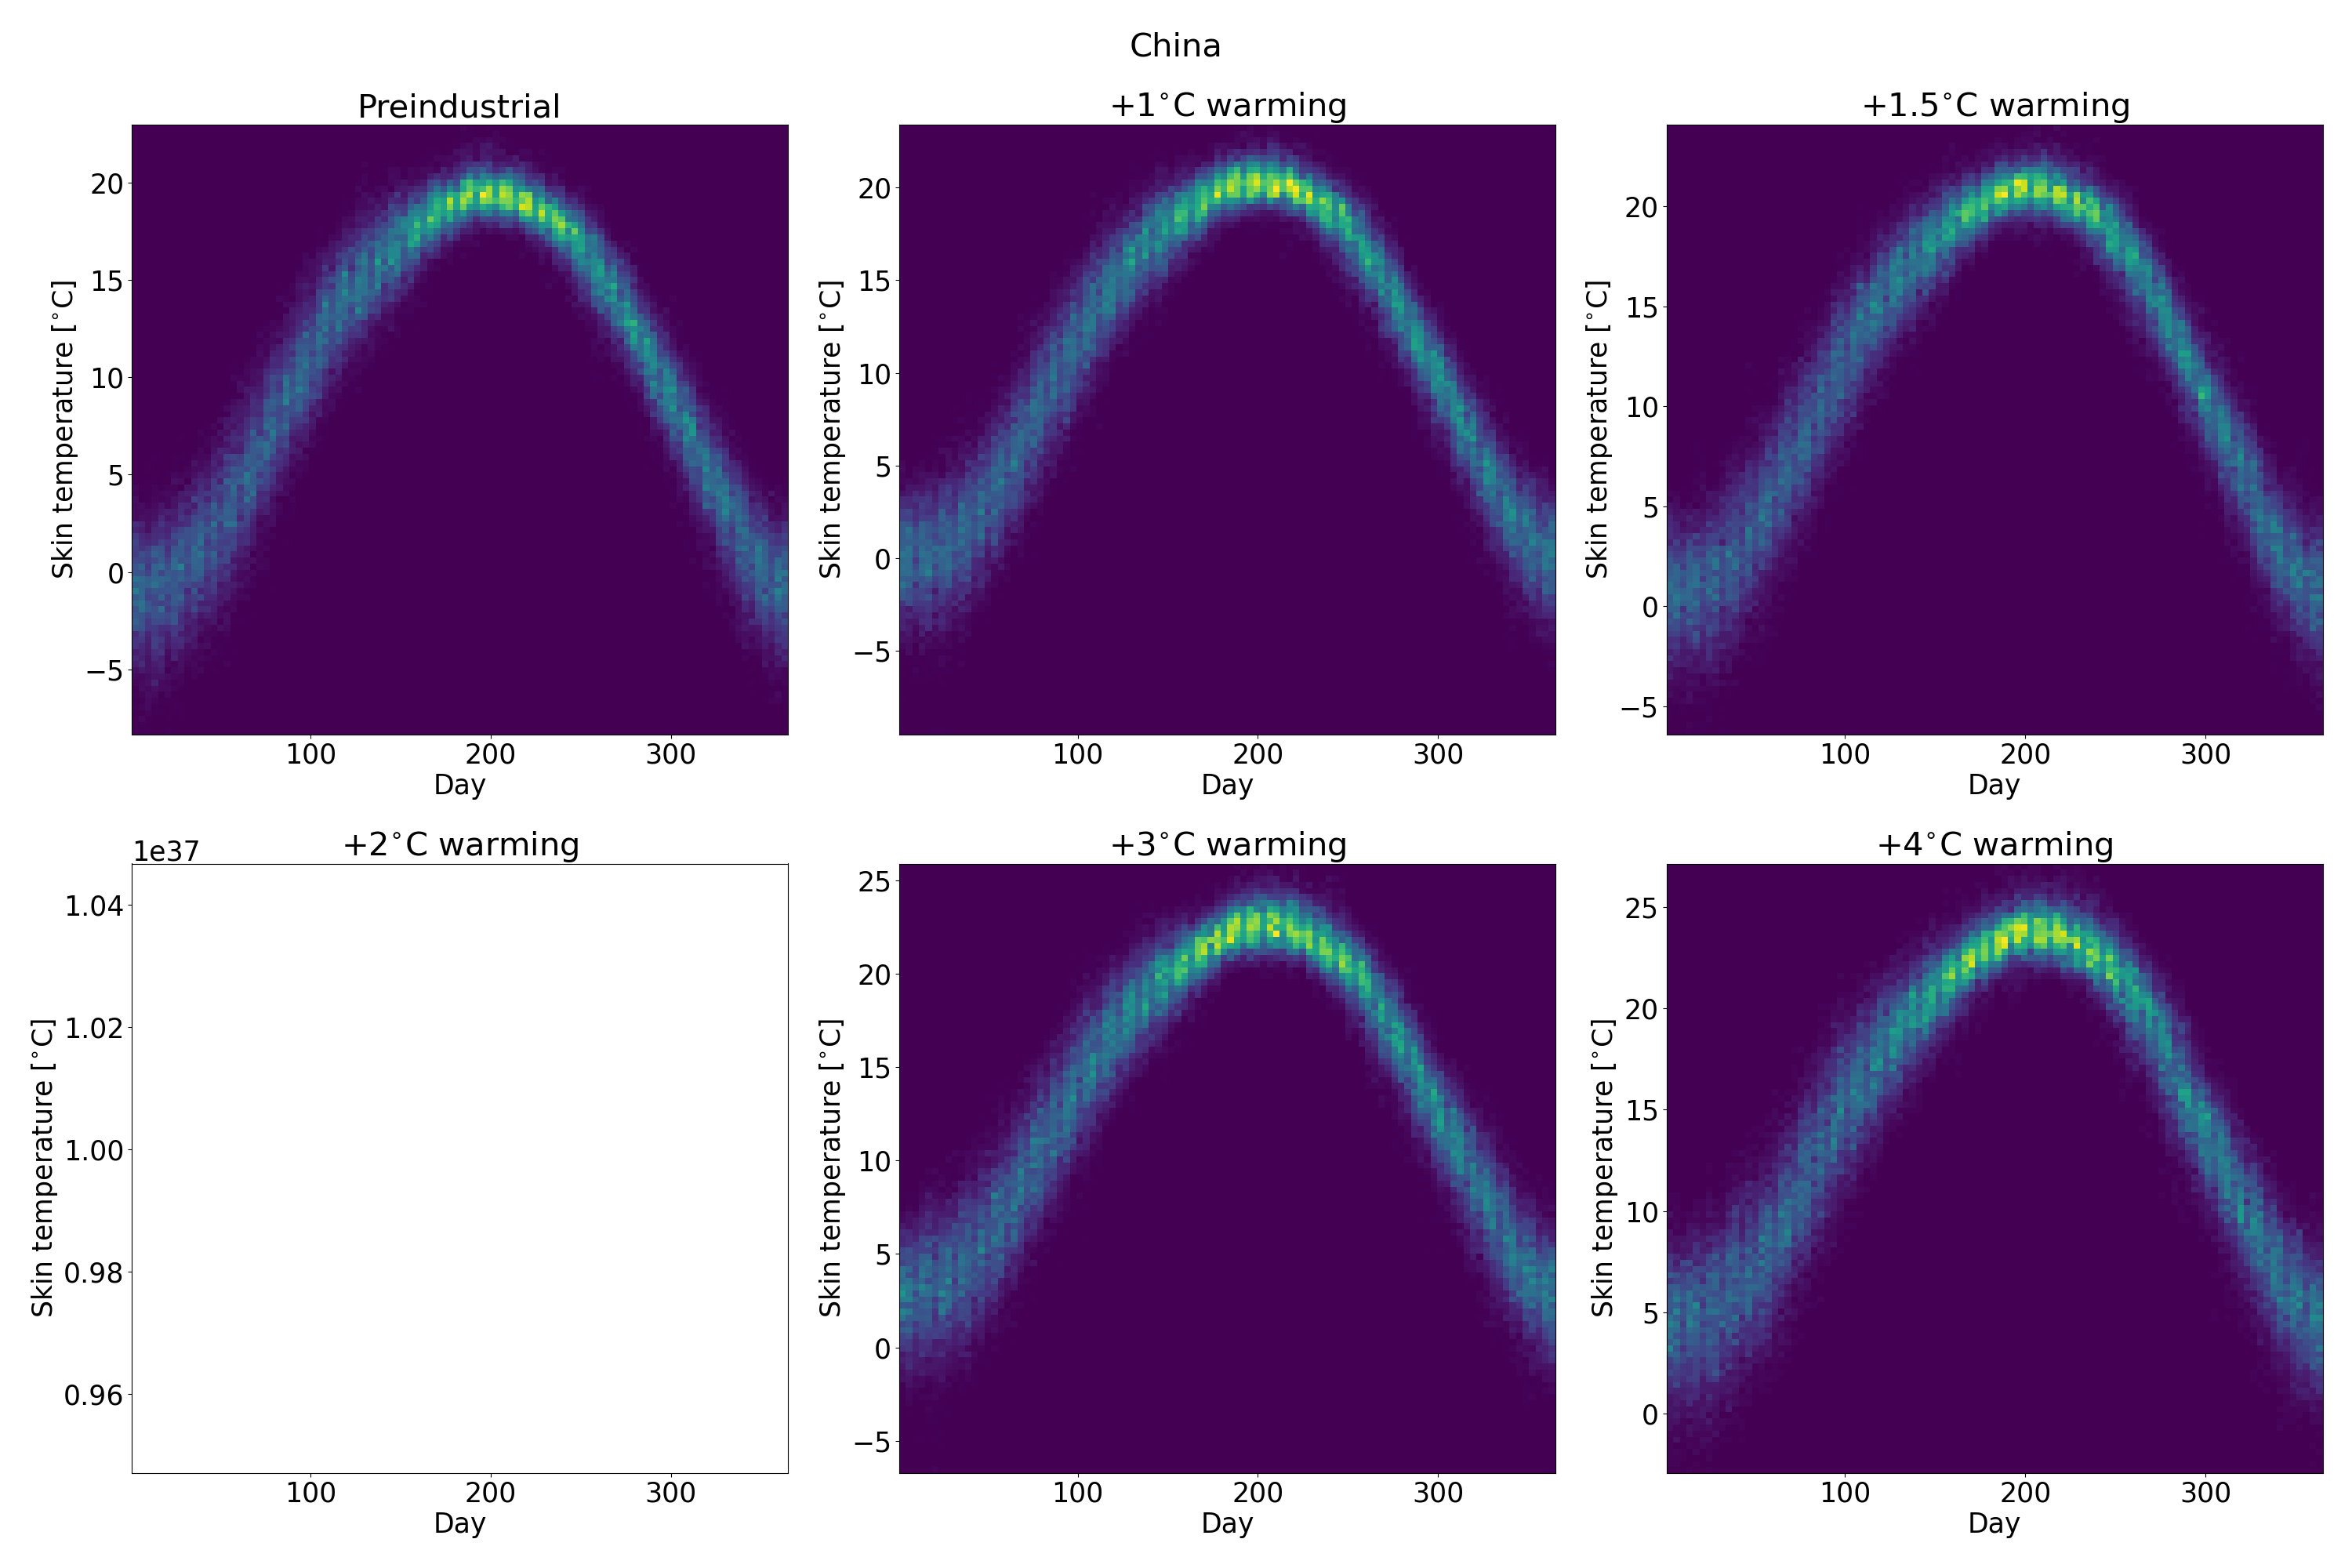 China
Preindustrial
+1°C warming
+1.5°C warming
Skin temperature [°C]
20
15
10
5
0
−5
100 200 300
Day
Skin temperature [°C]
20
15
10
5
0
−5
100 200 300
Day
Skin temperature [°C]
20
15
10
5
0
−5
100 200 300
Day
+2°C warming
+3°C warming
+4°C warming
1e37
Skin temperature [°C]
1.04
1.02
1.00
0.98
0.96
100 200 300
Day
Skin temperature [°C]
25
20
15
10
5
0
−5
100 200 300
Day
Skin temperature [°C]
25
20
15
10
5
0
100 200 300
Day